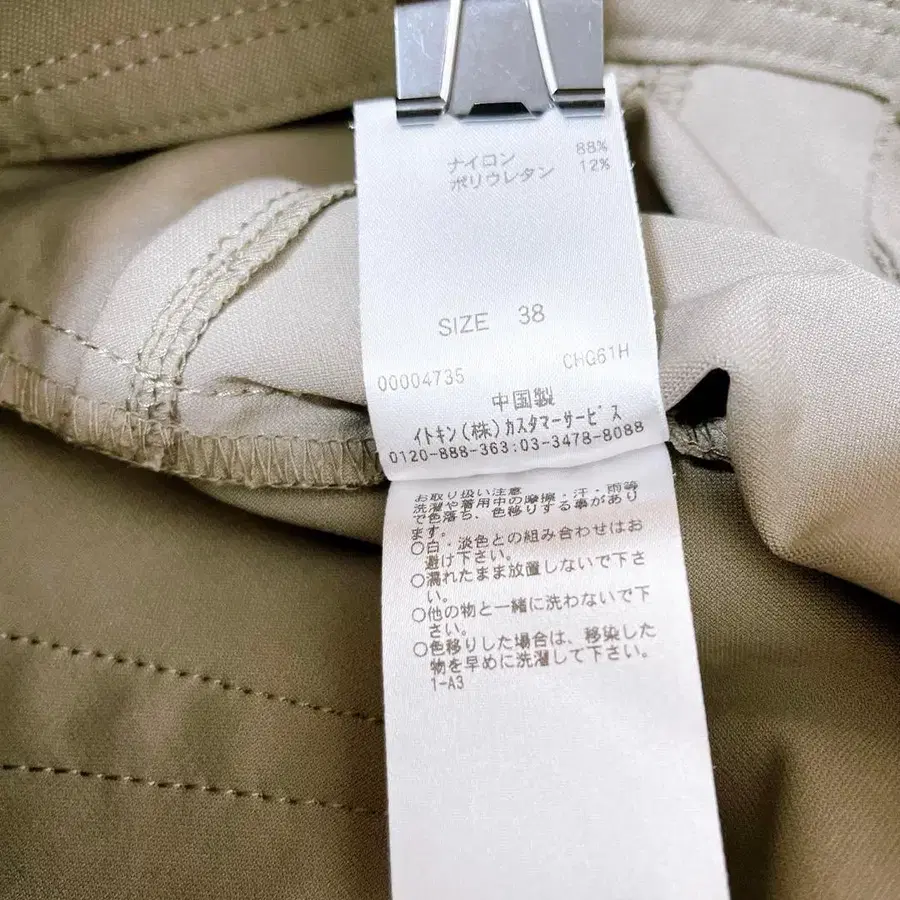 ナイロン 88%
ポリウレタン 12%
SIZE 38
00004735 CHG61H
中国製
イトキン(株)カスタマーサービス
0120-888-363:03-3478-8088
お取り扱い注意
洗濯や着用中の摩擦・汗・雨等
で色落ち、色移りする事があり
ます。
○白・淡色との組み合わせはお
避け下さい。
○濡れたまま放置しないで下さ
い。
○他の物と一緒に洗わないで下
さい。
○色移りした場合は、移染した
物を早めに洗濯して下さい。
1-A3